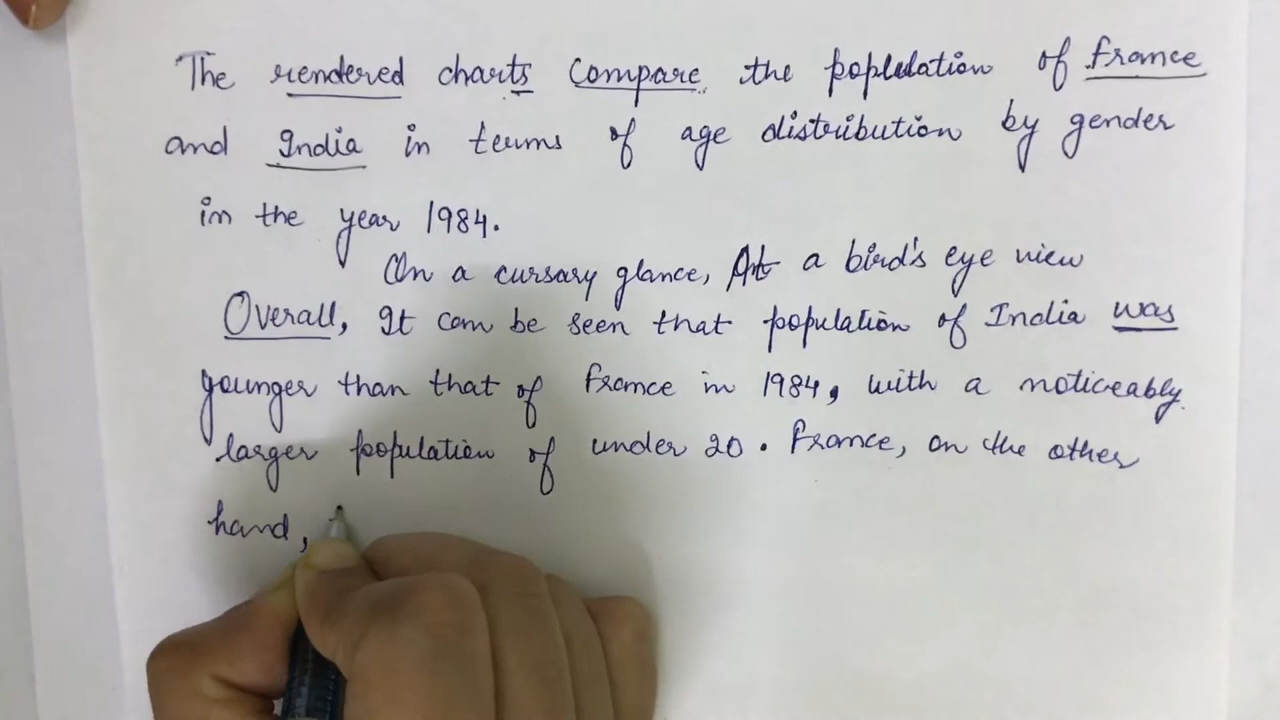 The rendered charts compare the poplulation of france
and India in terms of age distribution by gender
in the year 1984.
On a cursary glance, At a bird's eye view
Overall, It can be seen that population of India was
younger than that of france in 1984, with a noticeably
larger population of under 20. France, on the other
hand,